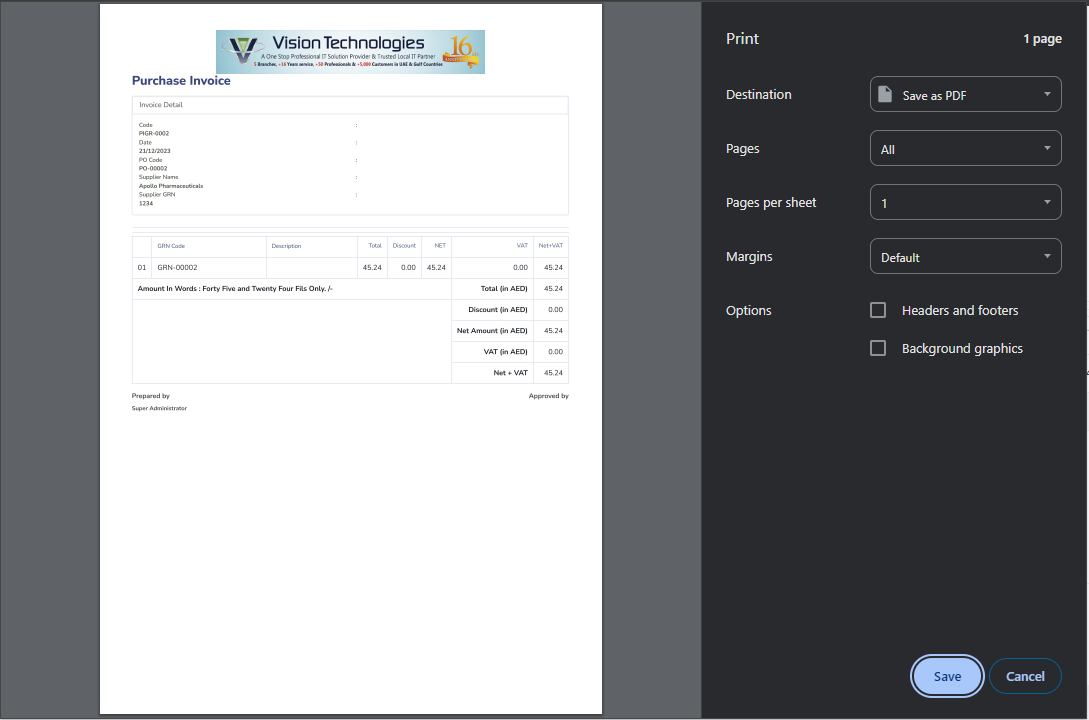 Vision Technologies
A One Stop Professional IT Solution Provider & Trusted Local IT Partner
5 Branches, +16 Years service, +50 Professionals & +5,000 Customers in UAE & Gulf Countries
16
Purchase Invoice
Invoice Detail
Code :
PIGR-0002
Date :
21/12/2023
PO Code :
PO-00002
Supplier Name :
Apollo Pharmaceuticals
Supplier GRN :
1234
GRN Code Description Total Discount NET VAT Net+VAT
01 GRN-00002 45.24 0.00 45.24 0.00 45.24
Amount In Words : Forty Five and Twenty Four Fils Only. /- Total (in AED) 45.24
Discount (in AED) 0.00
Net Amount (in AED) 45.24
VAT (in AED) 0.00
Net + VAT 45.24
Prepared by Approved by
Super Administrator
Print 1 page
Destination Save as PDF
Pages All
Pages per sheet 1
Margins Default
Options Headers and footers
Background graphics
Save Cancel